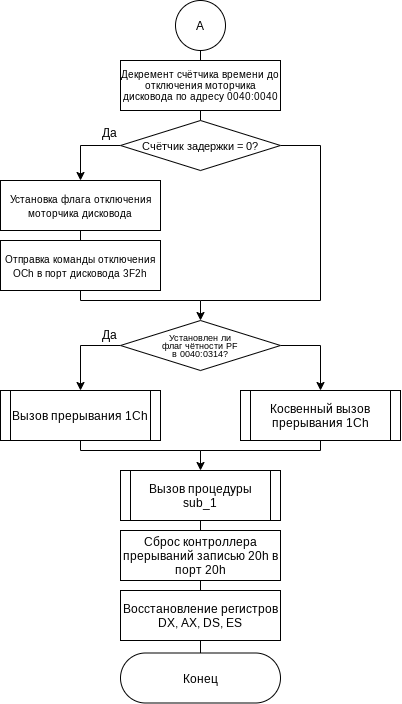 А
Декремент счётчика времени до
отключения моторчика
дисковода по адресу 0040:0040
Да
Счётчик задержки = 0?
Установка флага отключения
моторчика дисковода
Отправка команды отключения
0Ch в порт дисковода 3F2h
Да
Установлен ли
флаг чётности PF
в 0040:0314?
Вызов прерывания 1Ch
Косвенный вызов
прерывания 1Ch
Вызов процедуры
sub_1
Сброс контроллера
прерываний записью 20h в
порт 20h
Восстановление регистров
DX, AX, DS, ES
Конец